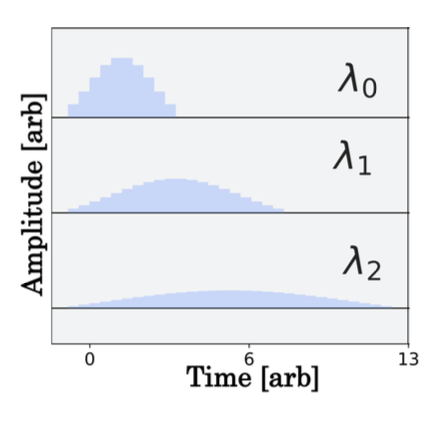 λ₀
λ₁
λ₂
Amplitude [arb]
0 6 13
Time [arb]